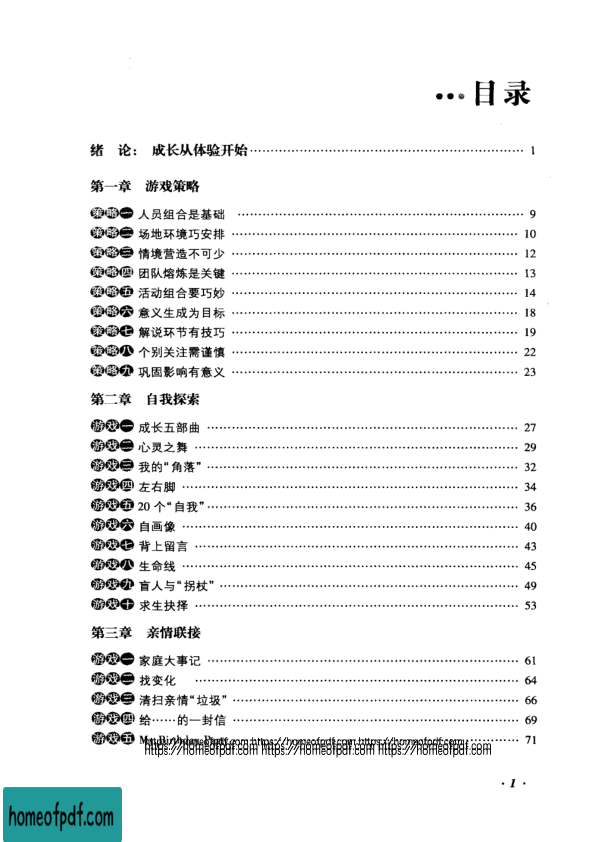 目录
绪 论： 成长从体验开始 1
第一章 游戏策略
策略一 人员组合是基础 9
策略二 场地环境巧安排 10
策略三 情境营造不可少 12
策略四 团队熔炼是关键 13
策略五 活动组合要巧妙 14
策略六 意义生成为目标 18
策略七 解说环节有技巧 19
策略八 个别关注需谨慎 22
策略九 巩固影响有意义 23
第二章 自我探索
游戏一 成长五部曲 27
游戏二 心灵之舞 29
游戏三 我的“角落” 32
游戏四 左右脚 34
游戏五 20个“自我” 36
游戏六 自画像 40
游戏七 背上留言 43
游戏八 生命线 45
游戏九 盲人与“拐杖” 49
游戏十 求生抉择 53
第三章 亲情联接
游戏一 家庭大事记 61
游戏二 找变化 64
游戏三 清扫亲情“垃圾” 66
游戏四 给……的一封信 69
游戏五 My Birthday Party 71
https://homeofpdf.com https://homeofpdf.com https://homeofpdf.com
https://homeofpdf.com https://homeofpdf.com https://homeofpdf.com
· 1 ·
homeofpdf.com